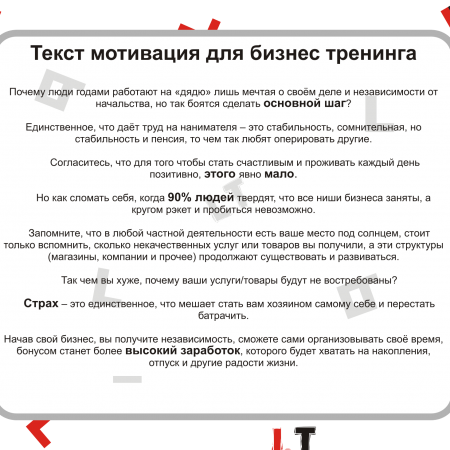 Текст мотивация для бизнес тренинга
Почему люди годами работают на «дядю» лишь мечтая о своём деле и независимости от
начальства, но так боятся сделать основной шаг?
Единственное, что даёт труд на нанимателя – это стабильность, сомнительная, но
стабильность и пенсия, то чем так любят оперировать другие.
Согласитесь, что для того чтобы стать счастливым и проживать каждый день
позитивно, этого явно мало.
Но как сломать себя, когда 90% людей твердят, что все ниши бизнеса заняты, а
кругом рэкет и пробиться невозможно.
Запомните, что в любой частной деятельности есть ваше место под солнцем, стоит
только вспомнить, сколько некачественных услуг или товаров вы получили, а эти структуры
(магазины, компании и прочее) продолжают существовать и развиваться.
Так чем вы хуже, почему ваши услуги/товары будут не востребованы?
Страх – это единственное, что мешает стать вам хозяином самому себе и перестать
батрачить.
Начав свой бизнес, вы получите независимость, сможете сами организовывать своё время,
бонусом станет более высокий заработок, которого будет хватать на накопления,
отпуск и другие радости жизни.